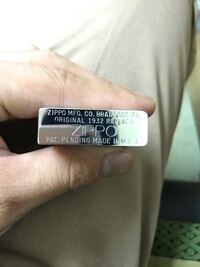 ZIPPO MFG. CO. BRADFORD, PA.
ORIGINAL 1932 REPLICA
ZIPPO
PAT. PENDING MADE IN U.S.A.